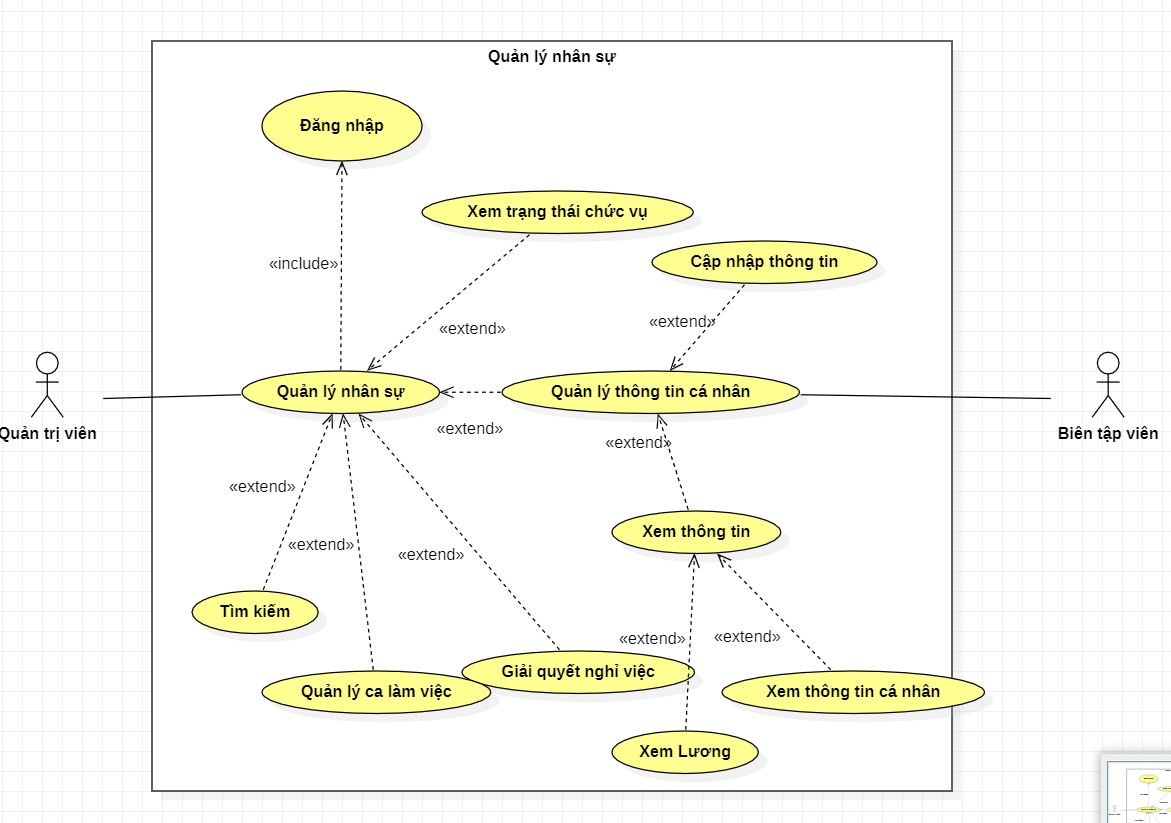 Quản lý nhân sự
Đăng nhập
Xem trạng thái chức vụ
Cập nhập thông tin
«include»
«extend»
«extend»
Quản lý nhân sự
Quản lý thông tin cá nhân
Quản trị viên
Biên tập viên
«extend»
«extend»
«extend»
Xem thông tin
«extend»
«extend»
Tìm kiếm
«extend»
«extend»
Giải quyết nghỉ việc
Quản lý ca làm việc
Xem thông tin cá nhân
Xem Lương